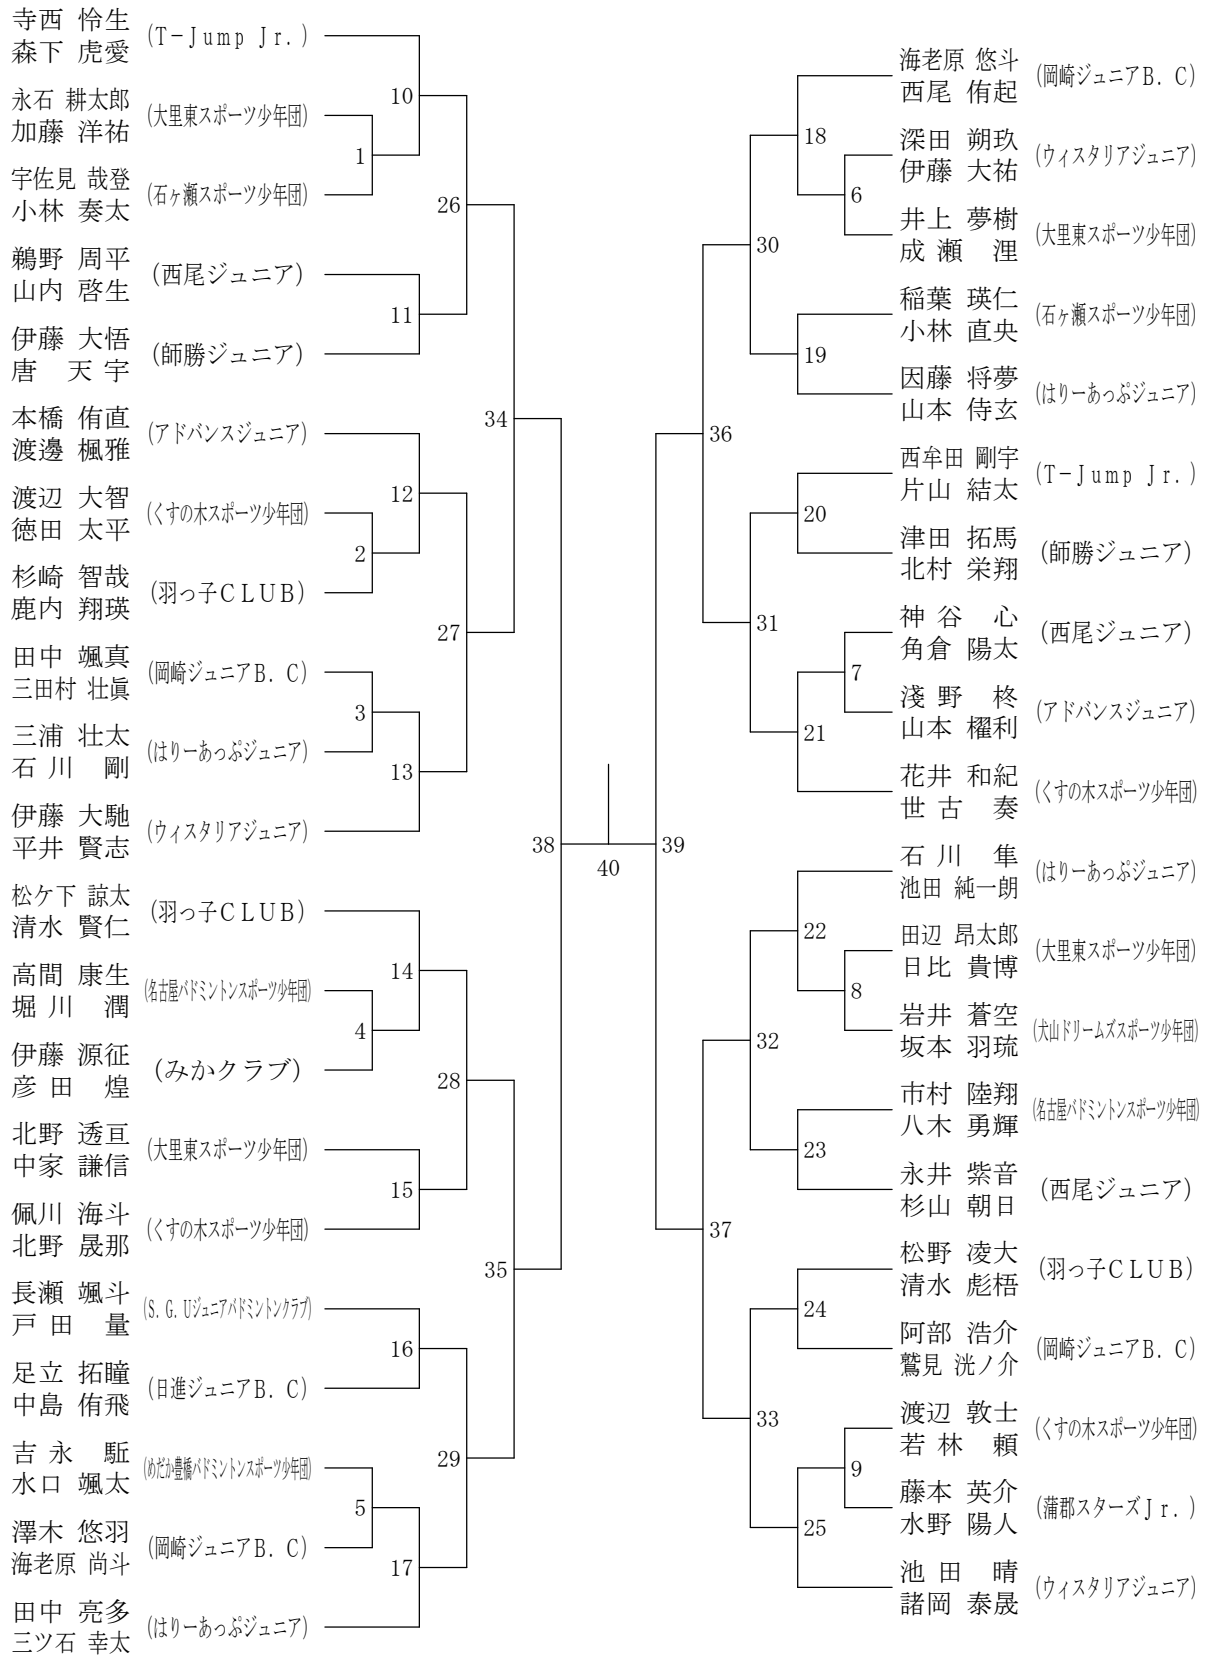 寺西 怜生
森下 虎愛
(T-Jump Jr.)
永石 耕太郎
加藤 洋祐
(大里東スポーツ少年団)
宇佐見 哉登
小林 奏太
(石ヶ瀬スポーツ少年団)
鵜野 周平
山内 啓生
(西尾ジュニア)
伊藤 大悟
唐 天宇
(師勝ジュニア)
本橋 侑直
渡邊 楓雅
(アドバンスジュニア)
渡辺 大智
徳田 太平
(くすの木スポーツ少年団)
杉崎 智哉
鹿内 翔瑛
(羽っ子CLUB)
田中 颯真
三田村 壮眞
(岡崎ジュニアB.C)
三浦 壮太
石川 剛
(はりーあっぷジュニア)
伊藤 大馳
平井 賢志
(ウィスタリアジュニア)
松ケ下 諒太
清水 賢仁
(羽っ子CLUB)
高間 康生
堀川 潤
(名古屋バドミントンスポーツ少年団)
伊藤 源征
彦田 煌
(みかクラブ)
北野 透亘
中家 謙信
(大里東スポーツ少年団)
佩川 海斗
北野 晟那
(くすの木スポーツ少年団)
長瀬 颯斗
戸田 量
(S.G.Uジュニアバドミントンクラブ)
足立 拓瞳
中島 侑飛
(日進ジュニアB.C)
吉永 駈
水口 颯太
(めだか豊橋バドミントンスポーツ少年団)
澤木 悠羽
海老原 尚斗
(岡崎ジュニアB.C)
田中 亮多
三ツ石 幸太
(はりーあっぷジュニア)
1
2
3
4
5
10
11
12
13
14
15
16
17
26
27
28
29
34
35
38
40
39
36
37
30
31
32
33
18
19
20
21
22
23
24
25
6
7
8
9
海老原 悠斗
西尾 侑起
(岡崎ジュニアB.C)
深田 朔玖
伊藤 大祐
(ウィスタリアジュニア)
井上 夢樹
成瀬 浬
(大里東スポーツ少年団)
稲葉 瑛仁
小林 直央
(石ヶ瀬スポーツ少年団)
因藤 将夢
山本 侍玄
(はりーあっぷジュニア)
西牟田 剛宇
片山 結太
(T-Jump Jr.)
津田 拓馬
北村 栄翔
(師勝ジュニア)
神谷 心
角倉 陽太
(西尾ジュニア)
淺野 柊
山本 櫂利
(アドバンスジュニア)
花井 和紀
世古 奏
(くすの木スポーツ少年団)
石川 隼
池田 純一朗
(はりーあっぷジュニア)
田辺 昂太郎
日比 貴博
(大里東スポーツ少年団)
岩井 蒼空
坂本 羽琉
(犬山ドリームズスポーツ少年団)
市村 陸翔
八木 勇輝
(名古屋バドミントンスポーツ少年団)
永井 紫音
杉山 朝日
(西尾ジュニア)
松野 凌大
清水 彪梧
(羽っ子CLUB)
阿部 浩介
鷲見 洸ノ介
(岡崎ジュニアB.C)
渡辺 敦士
若林 頼
(くすの木スポーツ少年団)
藤本 英介
水野 陽人
(蒲郡スターズJr.)
池田 晴
諸岡 泰晟
(ウィスタリアジュニア)